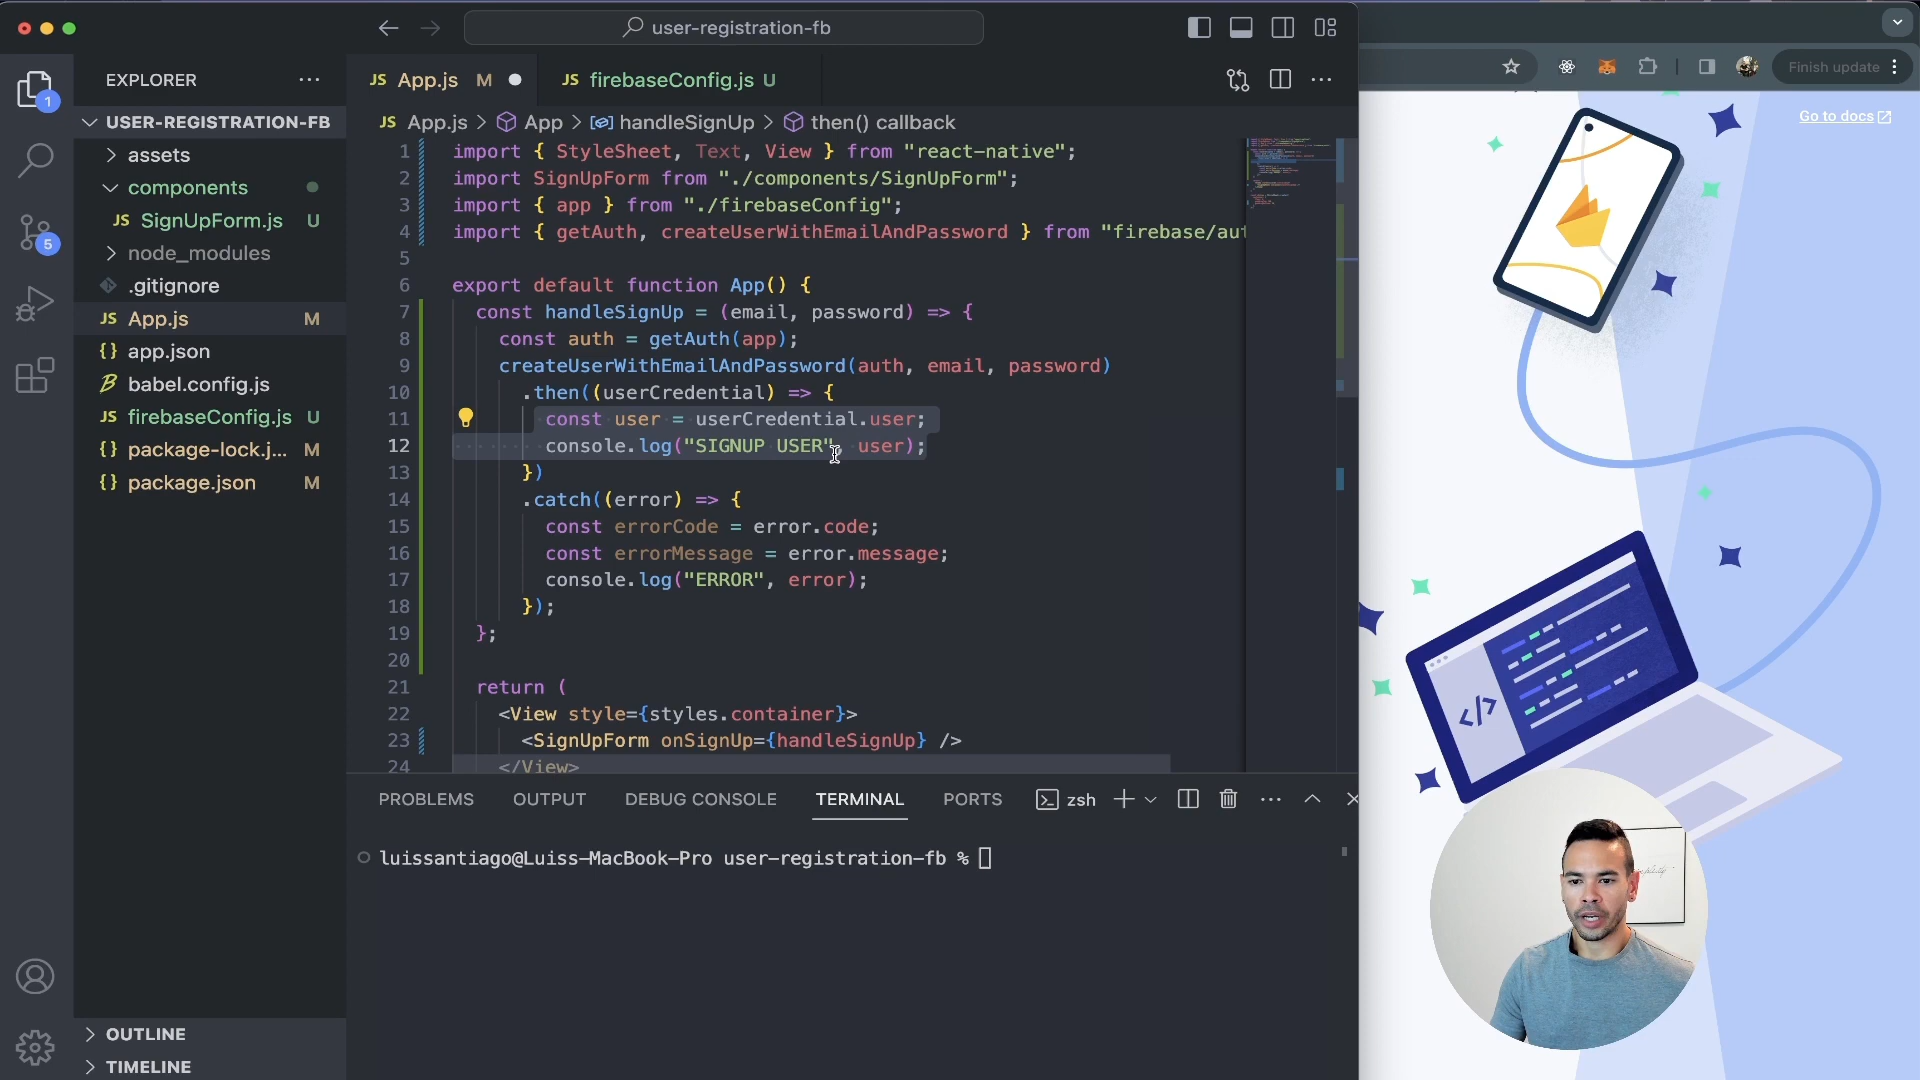 user-registration-fb
Finish update
EXPLORER
JS App.js M
JS firebaseConfig.js U
Go to docs
USER-REGISTRATION-FB
JS App.js > App > handleSignUp > then() callback
assets
components
JS SignUpForm.js U
node_modules
.gitignore
JS App.js M
{} app.json
babel.config.js
JS firebaseConfig.js U
{} package-lock.j... M
{} package.json M
1
5
1 import { StyleSheet, Text, View } from "react-native";
2 import SignUpForm from "./components/SignUpForm";
3 import { app } from "./firebaseConfig";
4 import { getAuth, createUserWithEmailAndPassword } from "firebase/aut
5
6 export default function App() {
7 const handleSignUp = (email, password) => {
8 const auth = getAuth(app);
9 createUserWithEmailAndPassword(auth, email, password)
10 .then((userCredential) => {
11 const user = userCredential.user;
12 console.log("SIGNUP USER", user);
13 })
14 .catch((error) => {
15 const errorCode = error.code;
16 const errorMessage = error.message;
17 console.log("ERROR", error);
18 });
19 };
20
21 return (
22 <View style={styles.container}>
23 <SignUpForm onSignUp={handleSignUp} />
24 </View>
PROBLEMS OUTPUT DEBUG CONSOLE TERMINAL PORTS zsh
luissantiago@Luiss-MacBook-Pro user-registration-fb %
OUTLINE
TIMELINE
</>